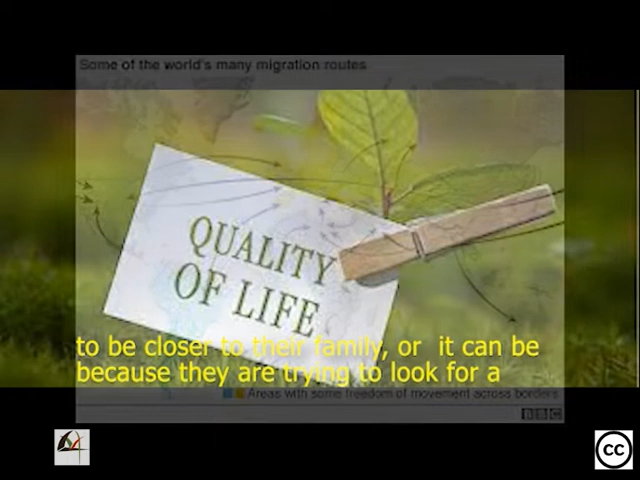 Some of the world's many migration routes
QUALITY
OF LIFE
to be closer to their family, or it can be
because they are trying to look for a
Areas with some freedom of movement across borders
BBC
cc